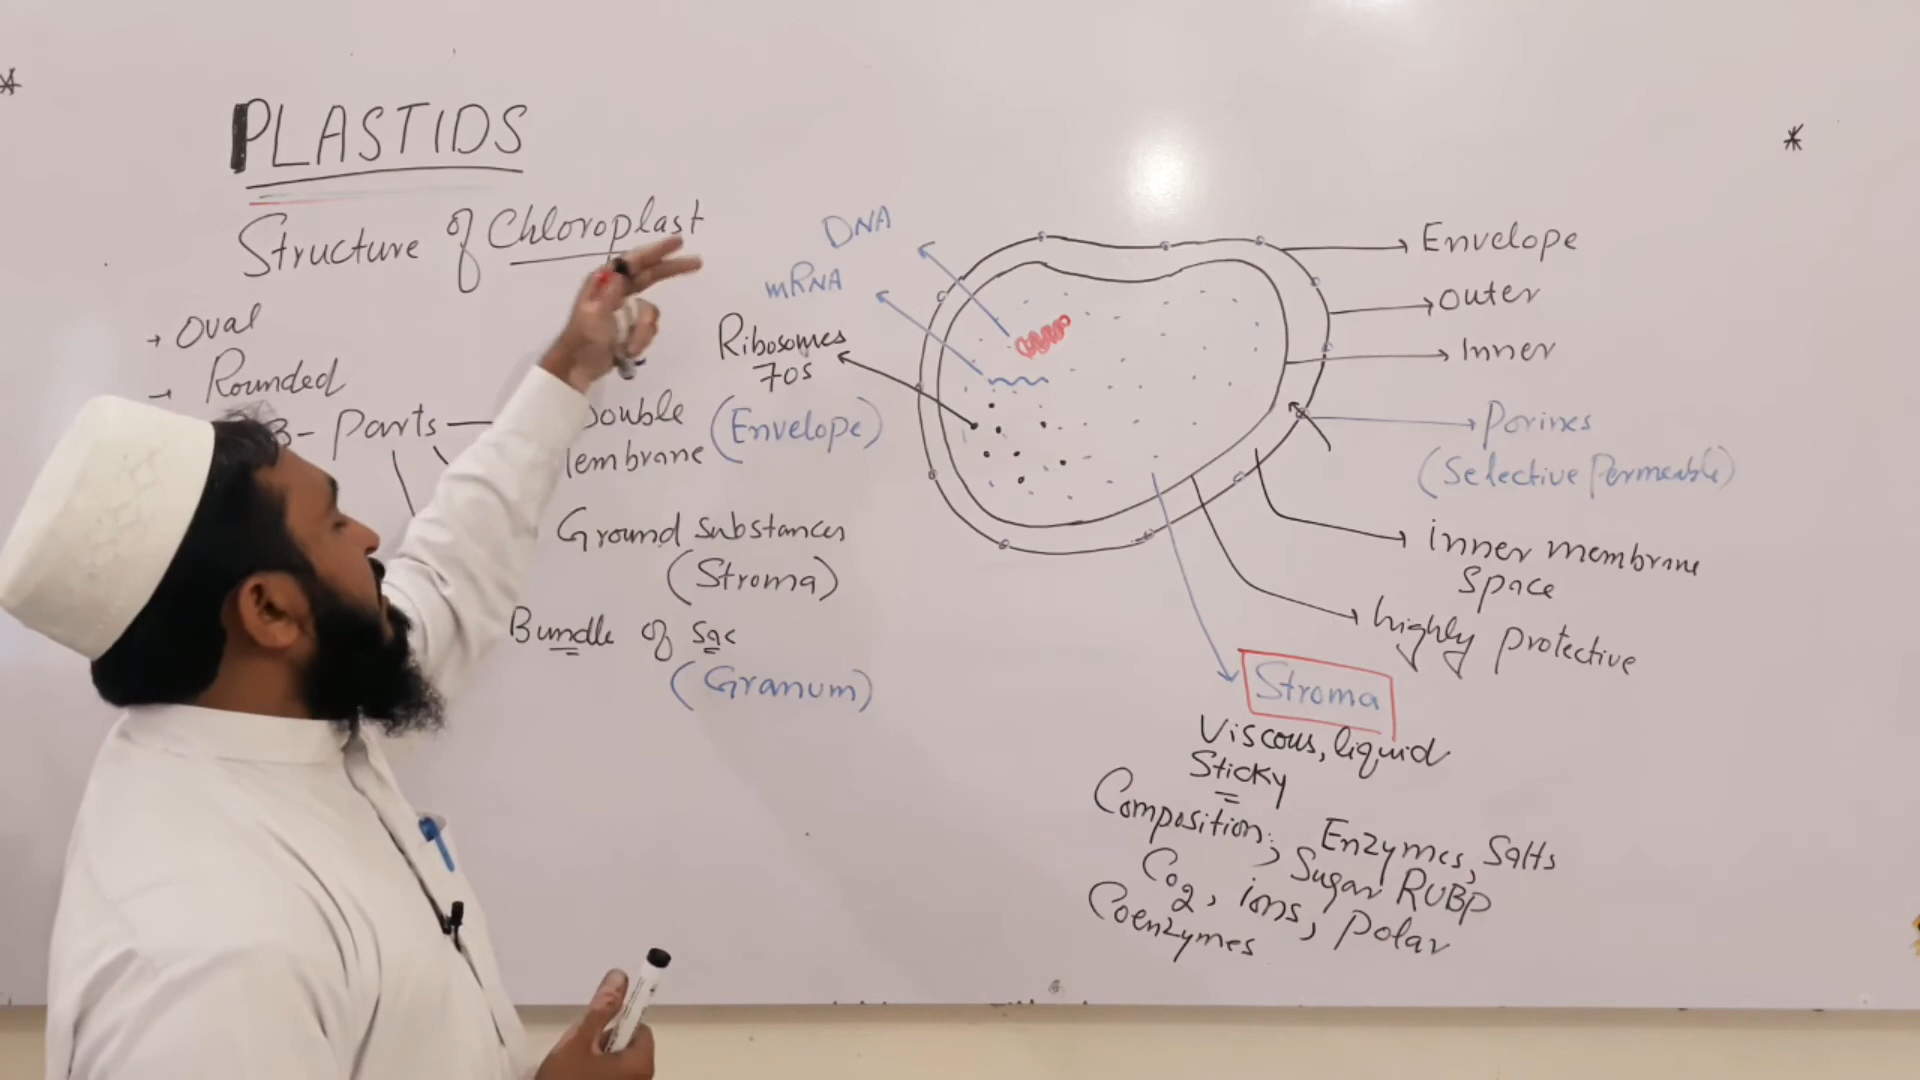 PLASTIDS
Structure of Chloroplast
→ Oval
→ Rounded
3- Parts
Double
membrane
(Envelope)
Ground substances
(Stroma)
Bundle of Sac
(Granum)
DNA
mRNA
Ribosomes
70s
Envelope
Outer
Inner
Porines
(Selective permeable)
inner membrane
space
highly protective
Stroma
Viscous, liquid
Sticky
Composition; Enzymes, Salts
CO2, ions, Sugar RUBP
Coenzymes, Polar